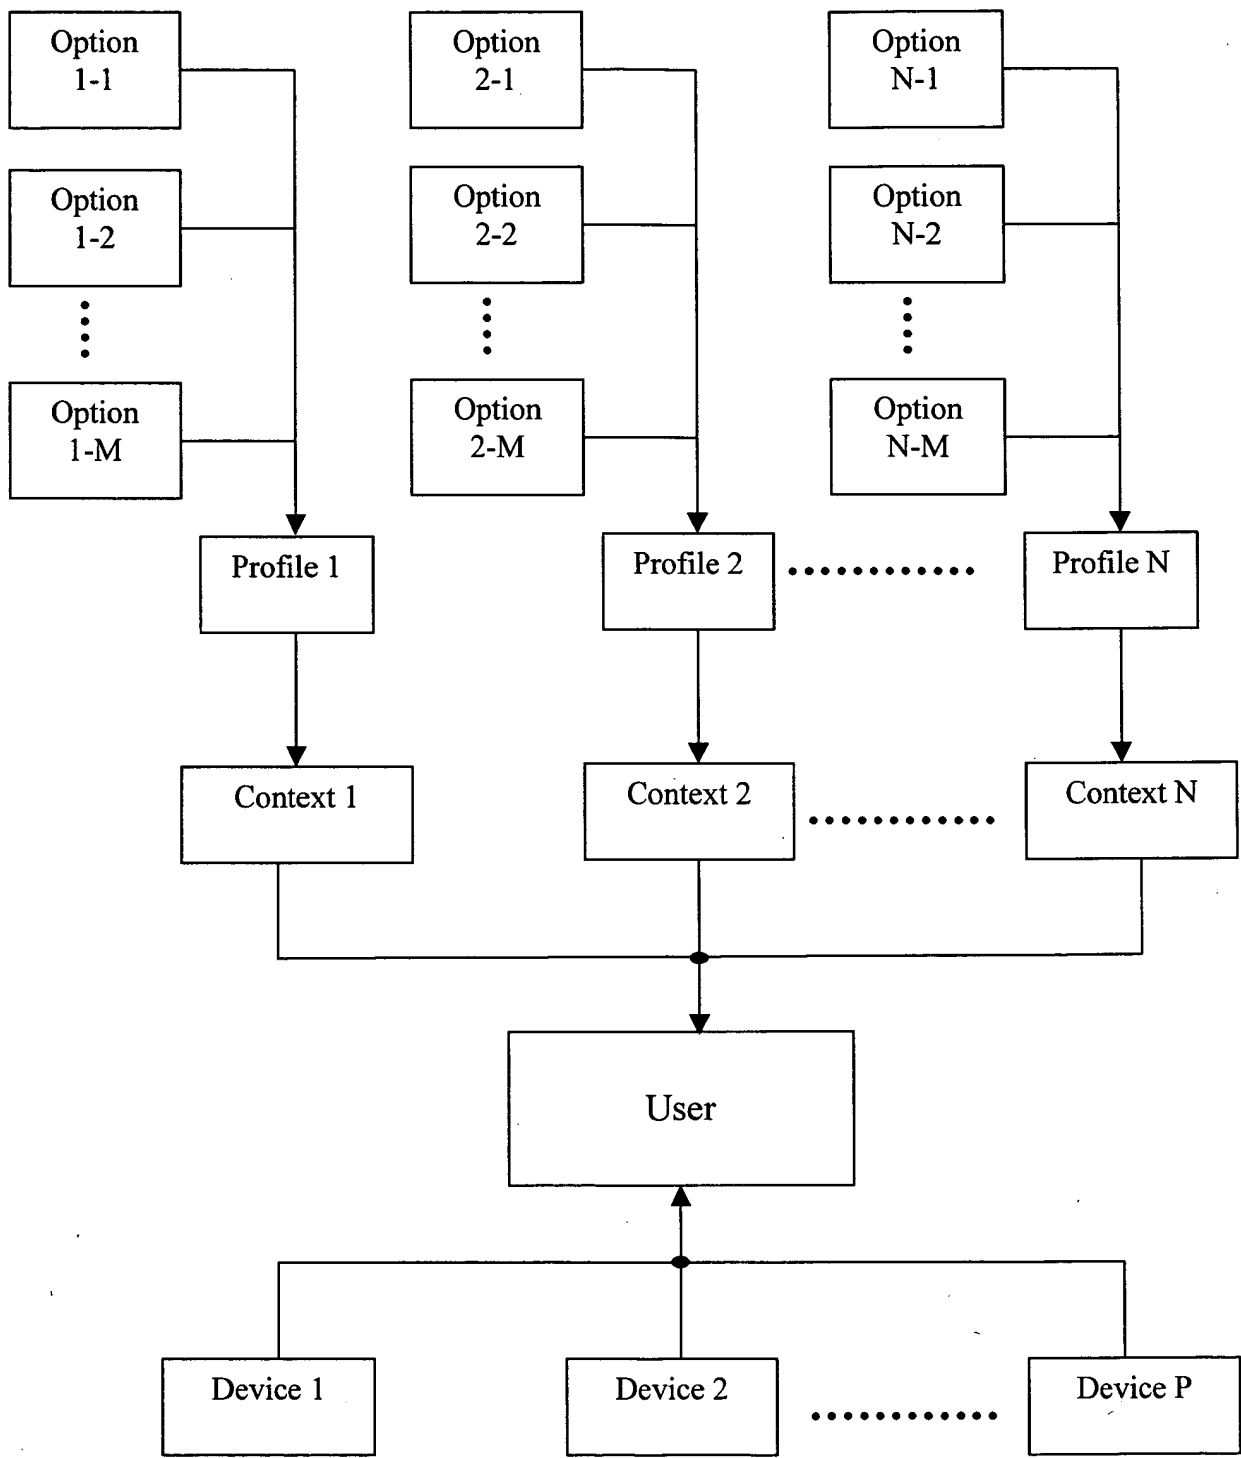 Option
1-1
Option
2-1
Option
N-1
Option
1-2
Option
2-2
Option
N-2
Option
1-M
Option
2-M
Option
N-M
Profile 1
Profile 2
Profile N
Context 1
Context 2
Context N
User
Device 1
Device 2
Device P